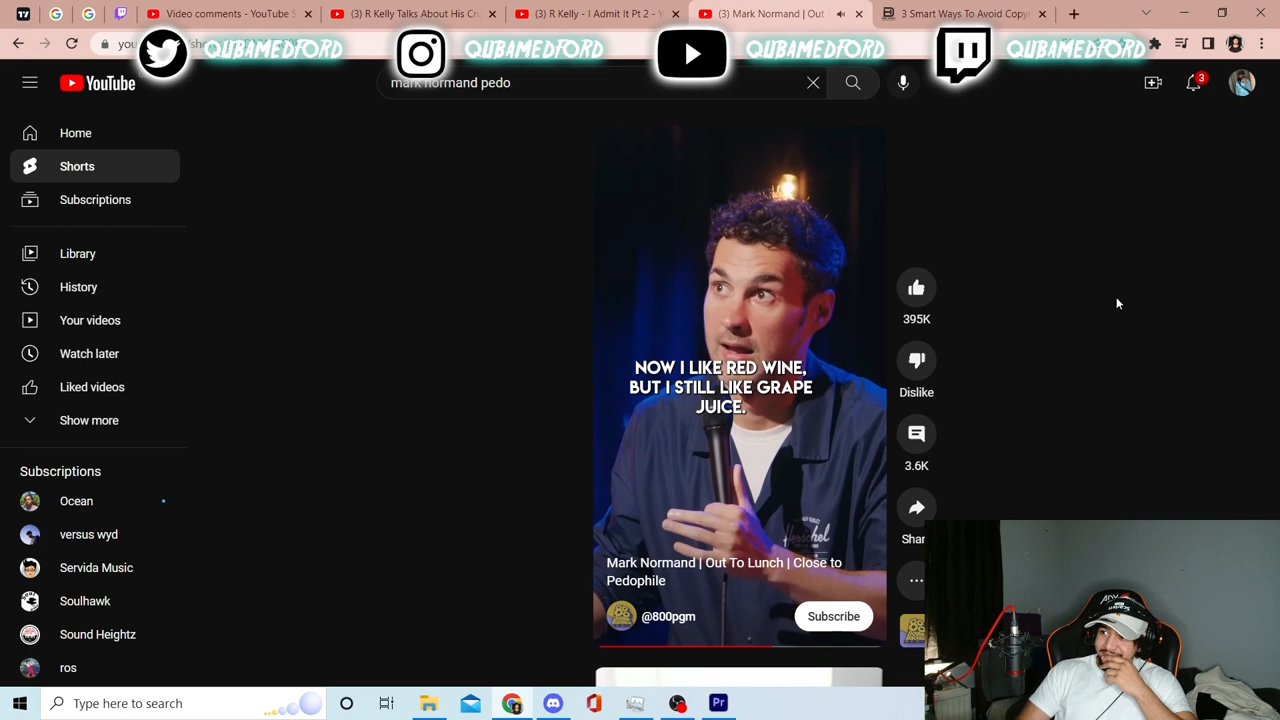 Video comments - YouTube S
(3) R Kelly Talks About His Cru
(3) R Kelly - I Admit It Pt 2 - Y
(3) Mark Normand | Out T
3 Smart Ways To Avoid Copyr
QUBAMEDFORD
QUBAMEDFORD
QUBAMEDFORD
QUBAMEDFORD
YouTube
mark normand pedo
3
Home
Shorts
Subscriptions
Library
History
Your videos
Watch later
Liked videos
Show more
Subscriptions
Ocean
versus wyd
Servida Music
Soulhawk
Sound Heightz
ros
NOW I LIKE RED WINE,
BUT I STILL LIKE GRAPE
JUICE.
Herschel
Mark Normand | Out To Lunch | Close to
Pedophile
@800pgm
Subscribe
395K
Dislike
3.6K
Shar
Type here to search
Pr